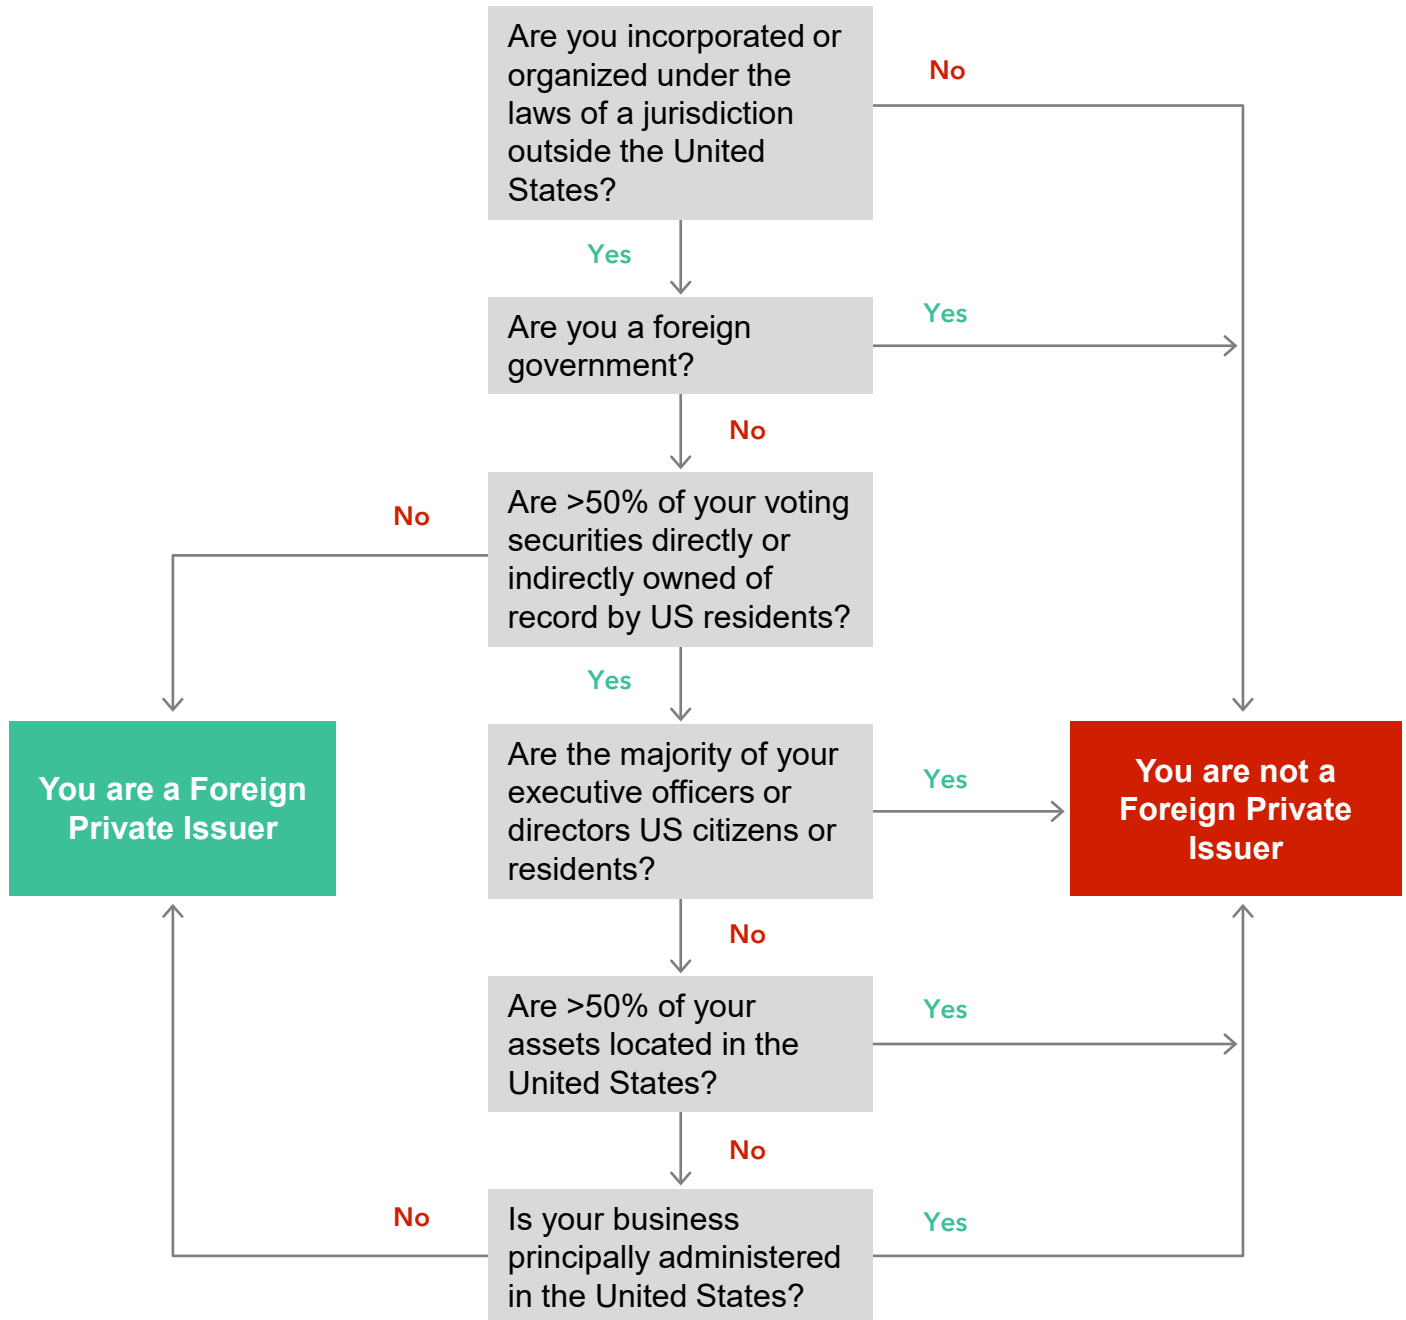 Are you incorporated or
organized under the
laws of a jurisdiction
outside the United
States?
No
Yes
Are you a foreign
government?
Yes
No
Are >50% of your voting
securities directly or
indirectly owned of
record by US residents?
No
Yes
You are a Foreign
Private Issuer
Are the majority of your
executive officers or
directors US citizens or
residents?
Yes
You are not a
Foreign Private
Issuer
No
Are >50% of your
assets located in the
United States?
Yes
No
No
Is your business
principally administered
in the United States?
Yes